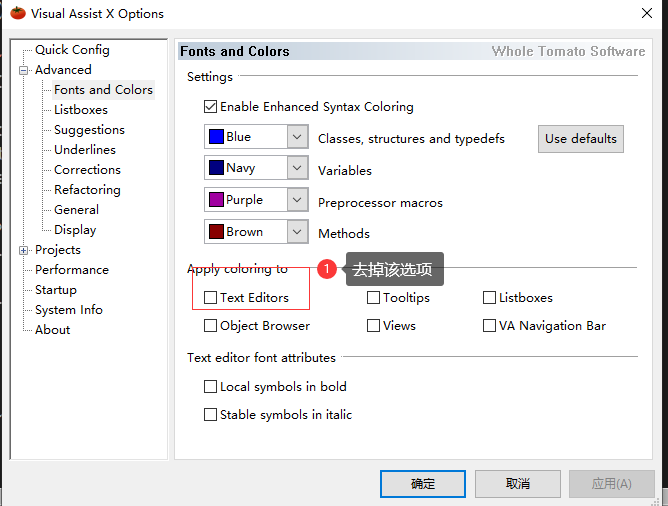 Visual Assist X Options
Quick Config
Advanced
Fonts and Colors
Listboxes
Suggestions
Underlines
Corrections
Refactoring
General
Display
Projects
Performance
Startup
System Info
About
Fonts and Colors Whole Tomato Software
Settings
Enable Enhanced Syntax Coloring
Blue Classes, structures and typedefs Use defaults
Navy Variables
Purple Preprocessor macros
Brown Methods
Apply coloring to 1 去掉该选项
Text Editors Tooltips Listboxes
Object Browser Views VA Navigation Bar
Text editor font attributes
Local symbols in bold
Stable symbols in italic
确定 取消 应用(A)